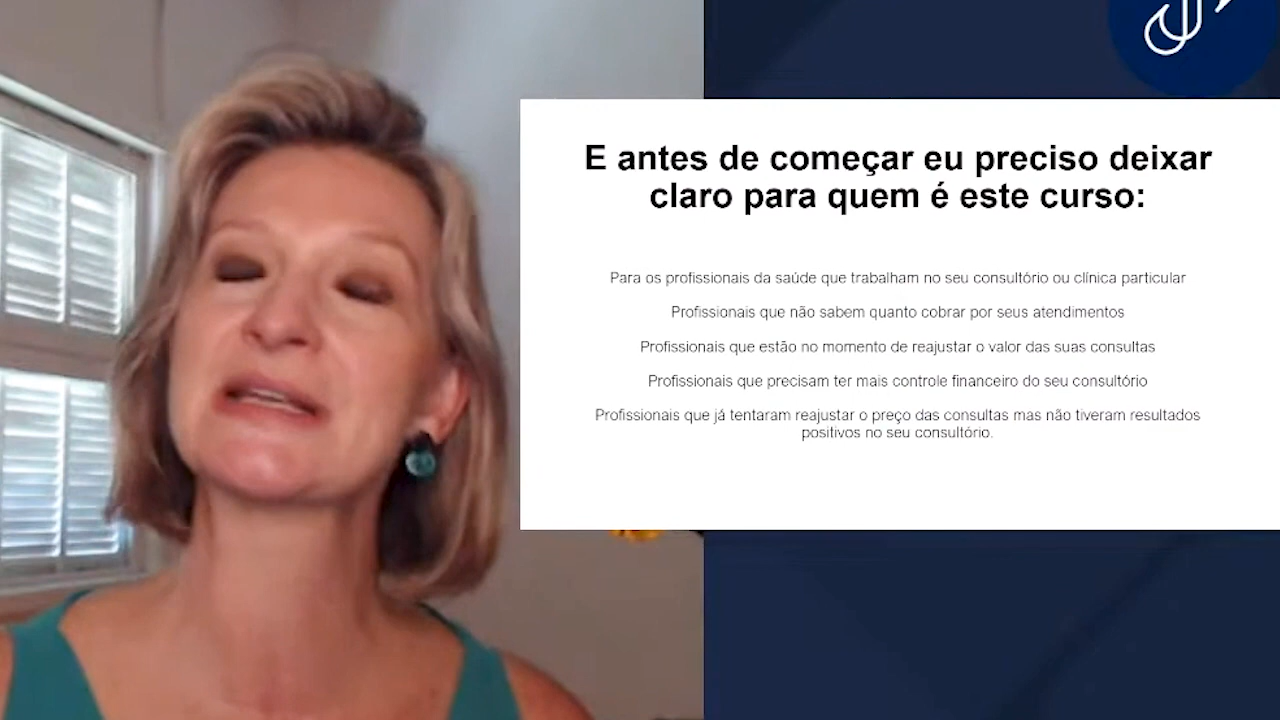 E antes de começar eu preciso deixar
claro para quem é este curso:
Para os profissionais da saúde que trabalham no seu consultório ou clínica particular
Profissionais que não sabem quanto cobrar por seus atendimentos
Profissionais que estão no momento de reajustar o valor das suas consultas
Profissionais que precisam ter mais controle financeiro do seu consultório
Profissionais que já tentaram reajustar o preço das consultas mas não tiveram resultados
positivos no seu consultório.